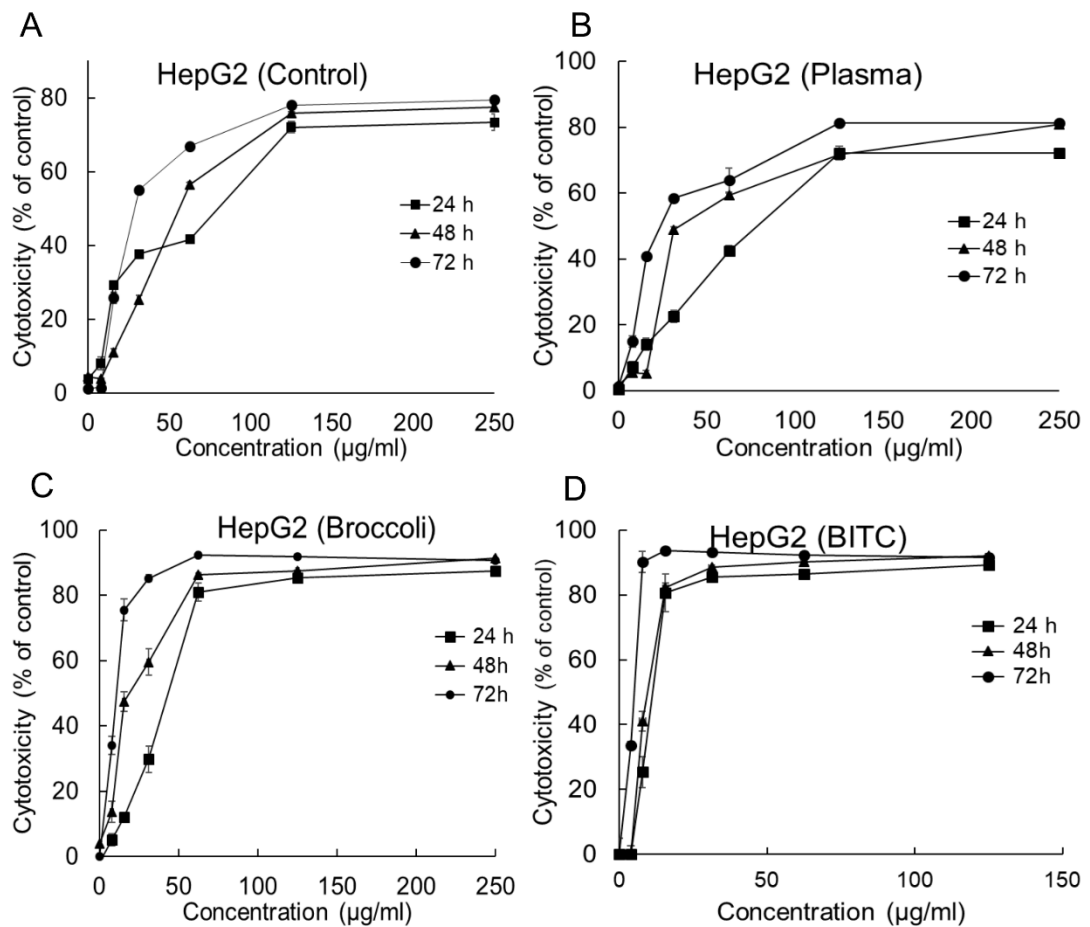 A
HepG2 (Control)
Cytotoxicity (% of control)
80
60
40
20
0
24 h
48 h
72 h
0 50 100 150 200 250
Concentration (µg/ml)
B
HepG2 (Plasma)
Cytotoxicity (% of control)
100
80
60
40
20
0
24 h
48 h
72 h
0 50 100 150 200 250
Concentration (µg/ml)
C
HepG2 (Broccoli)
Cytotoxicity (% of control)
100
80
60
40
20
0
24 h
48h
72h
0 50 100 150 200 250
Concentration (µg/ml)
D
HepG2 (BITC)
Cytotoxicity (% of control)
100
80
60
40
20
0
24 h
48h
72h
0 50 100 150
Concentration (µg/ml)